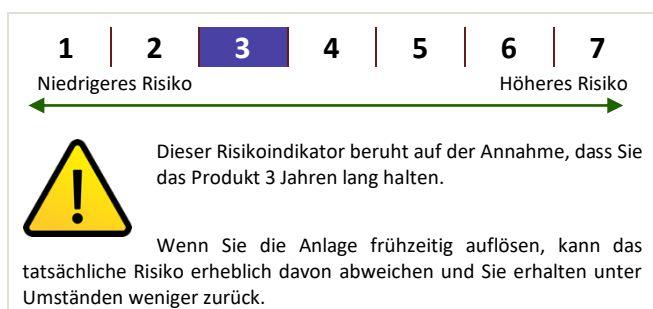 1 2 3 4 5 6 7
Niedrigeres Risiko Höheres Risiko
Dieser Risikoindikator beruht auf der Annahme, dass Sie
das Produkt 3 Jahren lang halten.
Wenn Sie die Anlage frühzeitig auflösen, kann das
tatsächliche Risiko erheblich davon abweichen und Sie erhalten unter
Umständen weniger zurück.